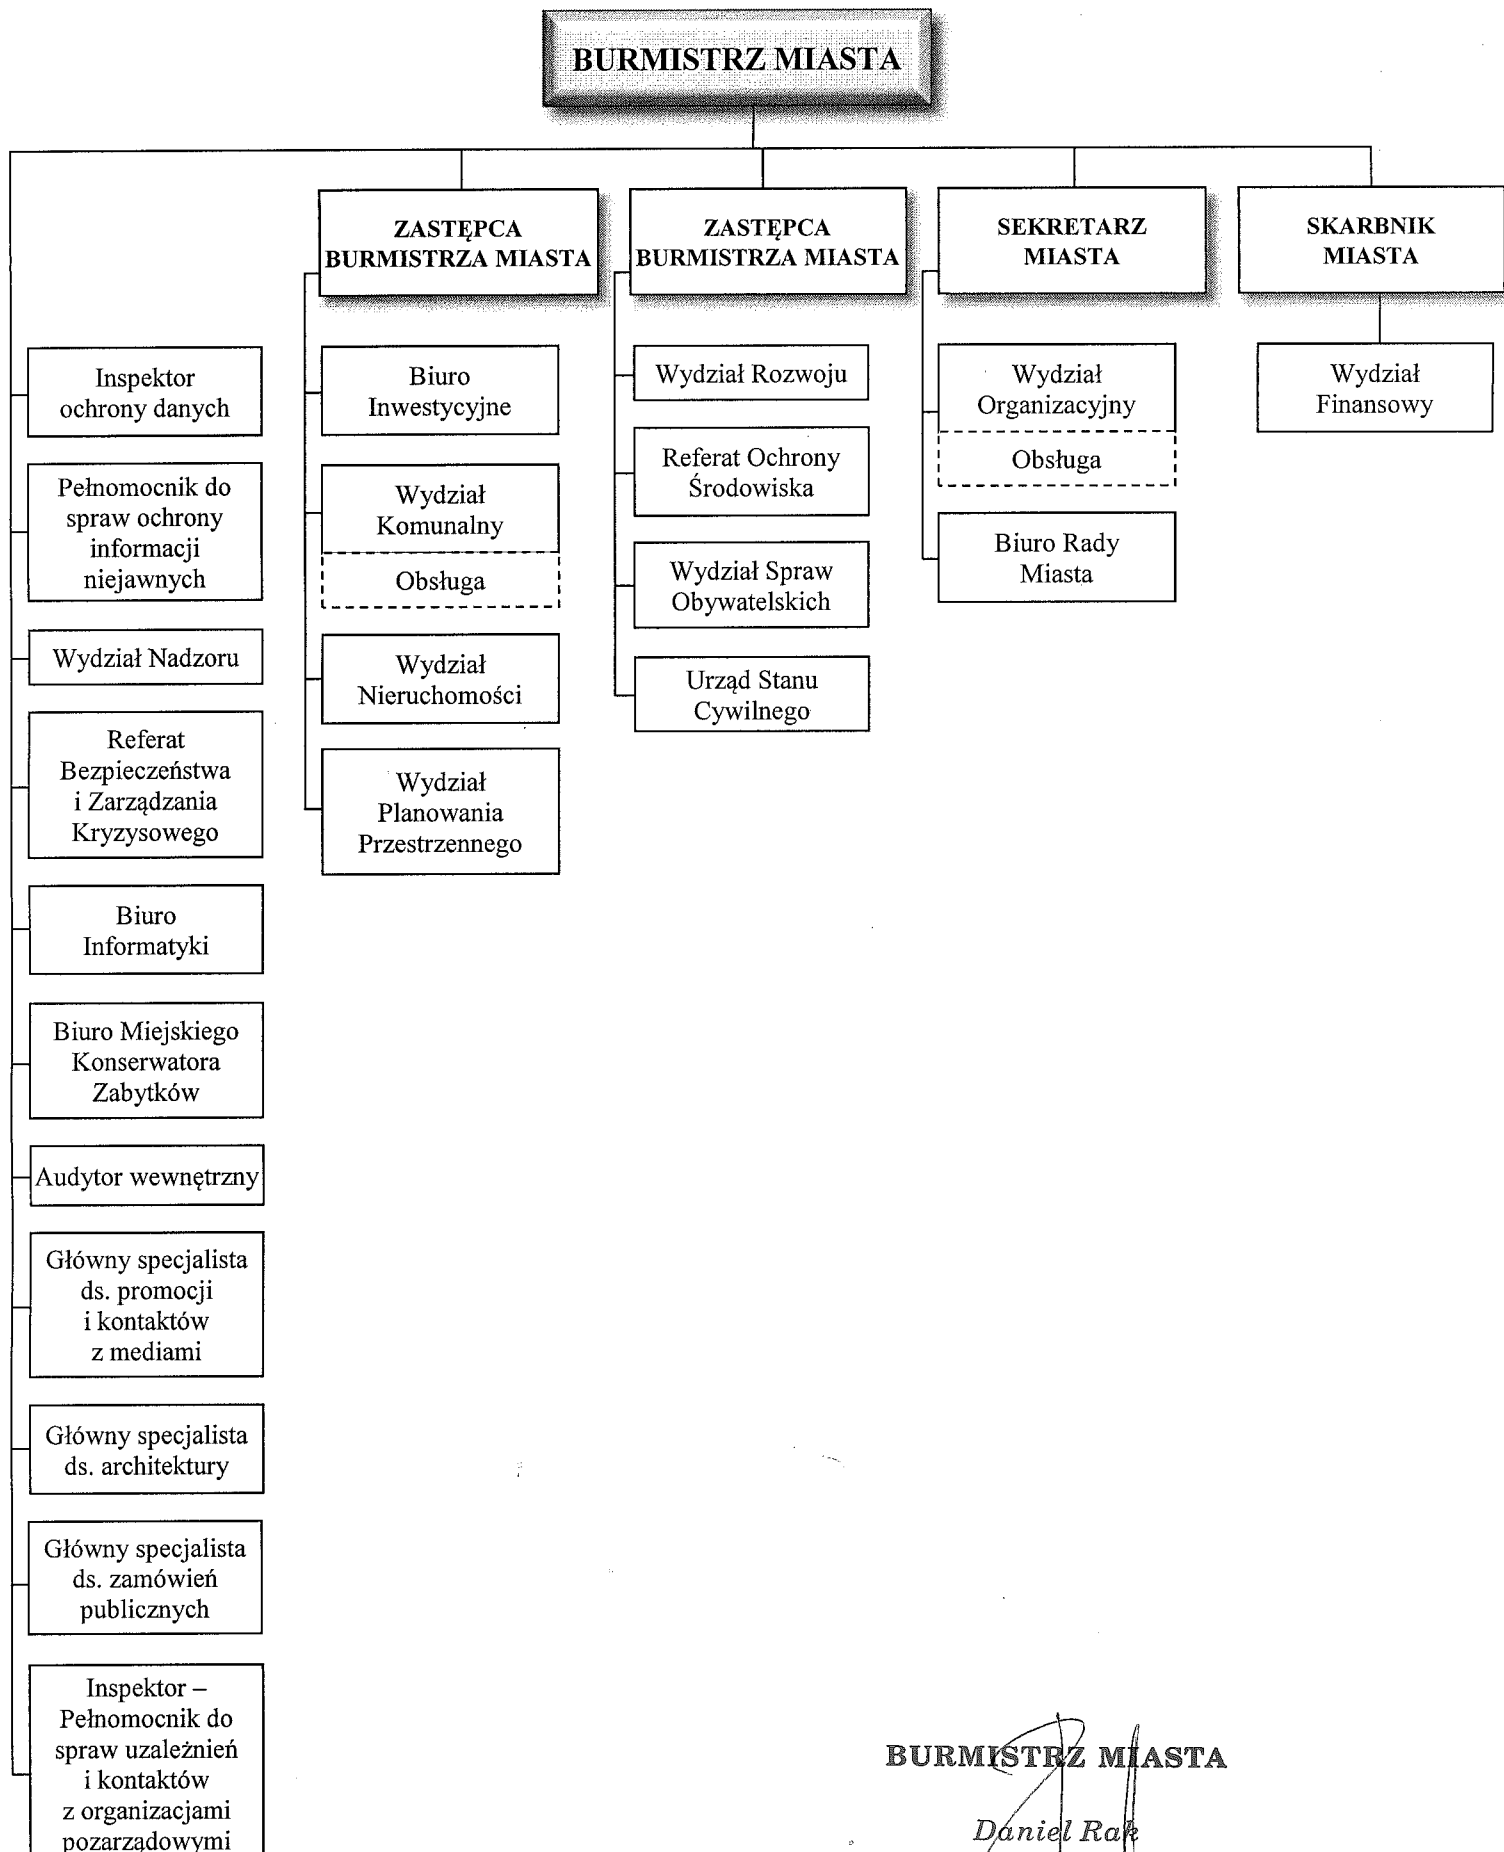 BURMISTRZ MIASTA
ZASTĘPCA
BURMISTRZA MIASTA
ZASTĘPCA
BURMISTRZA MIASTA
SEKRETARZ
MIASTA
SKARBNIK
MIASTA
Inspektor
ochrony danych
Pełnomocnik do
spraw ochrony
informacji
niejawnych
Wydział Nadzoru
Referat
Bezpieczeństwa
i Zarządzania
Kryzysowego
Biuro
Informatyki
Biuro Miejskiego
Konserwatora
Zabytków
Audytor wewnętrzny
Główny specjalista
ds. promocji
i kontaktów
z mediami
Główny specjalista
ds. architektury
Główny specjalista
ds. zamówień
publicznych
Inspektor –
Pełnomocnik do
spraw uzależnień
i kontaktów
z organizacjami
pozarządowymi
Biuro
Inwestycyjne
Wydział
Komunalny
Obsługa
Wydział
Nieruchomości
Wydział
Planowania
Przestrzennego
Wydział Rozwoju
Referat Ochrony
Środowiska
Wydział Spraw
Obywatelskich
Urząd Stanu
Cywilnego
Wydział
Organizacyjny
Obsługa
Biuro Rady
Miasta
Wydział
Finansowy
BURMISTRZ MIASTA
Daniel Rak